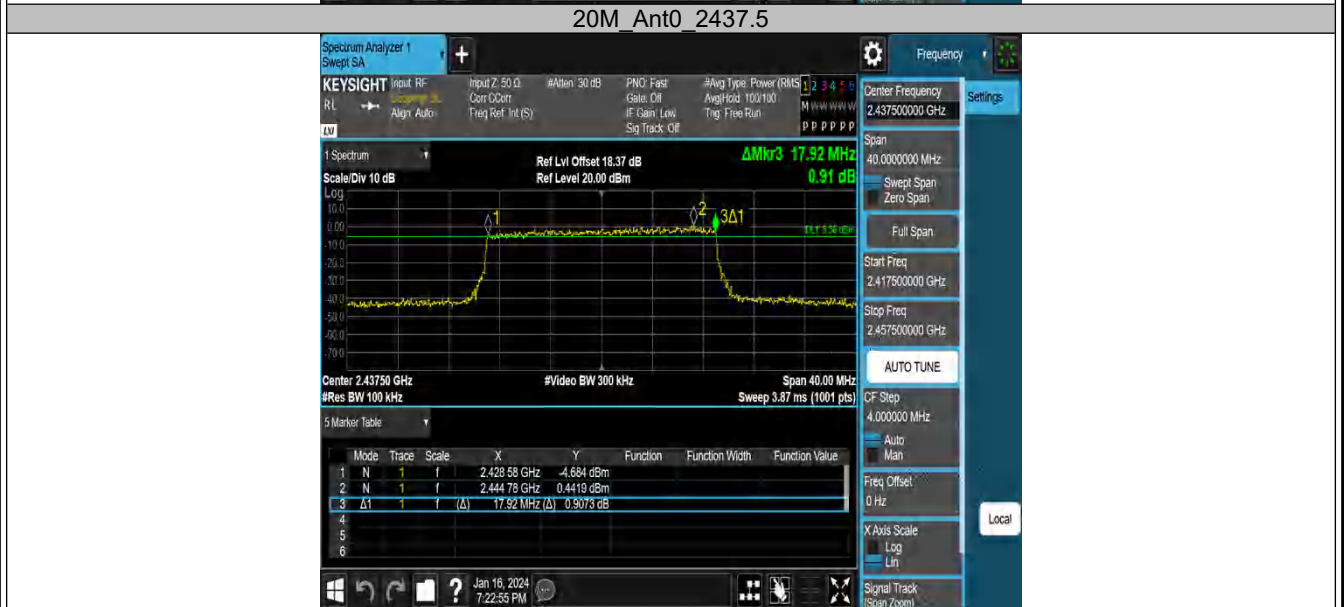 20M_Ant0_2437.5
Spectrum Analyzer 1
Swept SA
+
Frequency
KEYSIGHT
RL
LXI
Input: RF
Align: Auto
Input Z: 50 Ω
Corr CCorr
Freq Ref: Int (S)
#Atten: 30 dB
PNO: Fast
Gate: Off
IF Gain: Low
Sig Track: Off
#Avg Type: Power (RMS
Avg|Hold: 100/100
Trig: Free Run
1 2 3 4 5 6
M W W W W W
P P P P P P
Center Frequency
2.437500000 GHz
Settings
Span
40.0000000 MHz
Swept Span
Zero Span
Full Span
Start Freq
2.417500000 GHz
Stop Freq
2.457500000 GHz
AUTO TUNE
CF Step
4.000000 MHz
Auto
Man
Freq Offset
0 Hz
X Axis Scale
Log
Lin
Signal Track
(Span Zoom)
Local
1 Spectrum
Scale/Div 10 dB
Ref Lvl Offset 18.37 dB
Ref Level 20.00 dBm
ΔMkr3 17.92 MHz
0.91 dB
Log
10.0
0.00
-10.0
-20.0
-30.0
-40.0
-50.0
-60.0
-70.0
1
2
3Δ1
Center 2.43750 GHz
#Res BW 100 kHz
#Video BW 300 kHz
Span 40.00 MHz
Sweep 3.87 ms (1001 pts)
5 Marker Table
Mode Trace Scale X Y Function Function Width Function Value
1 N 1 f 2.428 58 GHz -4.684 dBm
2 N 1 f 2.444 78 GHz 0.4419 dBm
3 Δ1 1 f (Δ) 17.92 MHz (Δ) 0.9073 dB
4
5
6
?
Jan 16, 2024
7:22:55 PM